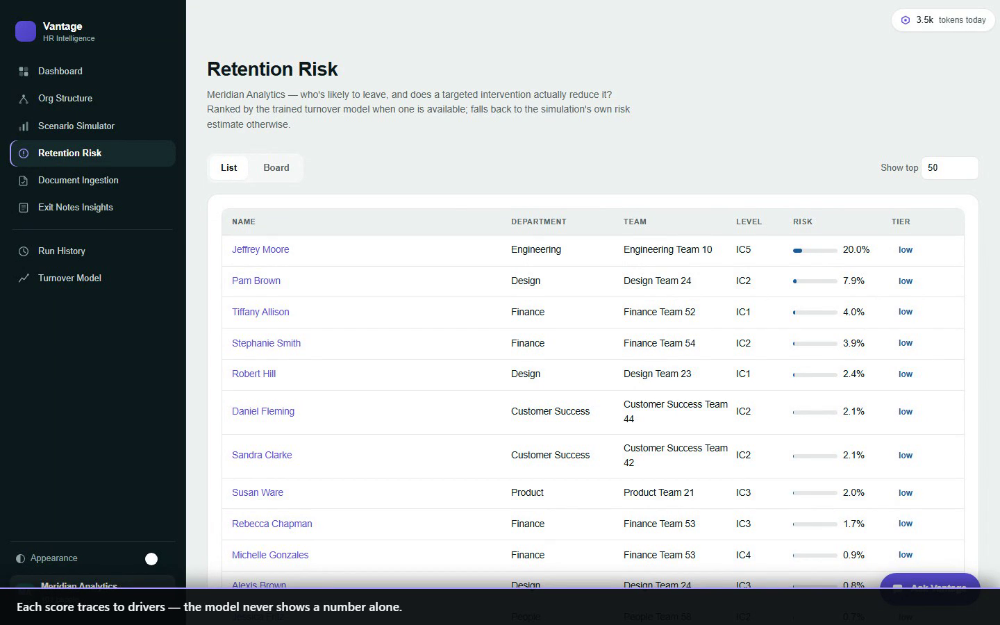 Vantage
HR Intelligence
3.5k tokens today
Dashboard
Org Structure
Scenario Simulator
Retention Risk
Document Ingestion
Exit Notes Insights
Run History
Turnover Model
Appearance
Meridian Analytics
Retention Risk
Meridian Analytics — who's likely to leave, and does a targeted intervention actually reduce it?
Ranked by the trained turnover model when one is available; falls back to the simulation's own risk
estimate otherwise.
List Board
Show top 50
NAME DEPARTMENT TEAM LEVEL RISK TIER
Jeffrey Moore Engineering Engineering Team 10 IC5 20.0% low
Pam Brown Design Design Team 24 IC2 7.9% low
Tiffany Allison Finance Finance Team 52 IC1 4.0% low
Stephanie Smith Finance Finance Team 54 IC2 3.9% low
Robert Hill Design Design Team 23 IC1 2.4% low
Daniel Fleming Customer Success Customer Success Team 44 IC2 2.1% low
Sandra Clarke Customer Success Customer Success Team 42 IC2 2.1% low
Susan Ware Product Product Team 21 IC3 2.0% low
Rebecca Chapman Finance Finance Team 53 IC3 1.7% low
Michelle Gonzales Finance Finance Team 53 IC4 0.9% low
Alexis Brown Design Design Team 24 IC3 0.8%
Ask Vantage
People People Team 58 IC2 0.7% low
Each score traces to drivers — the model never shows a number alone.